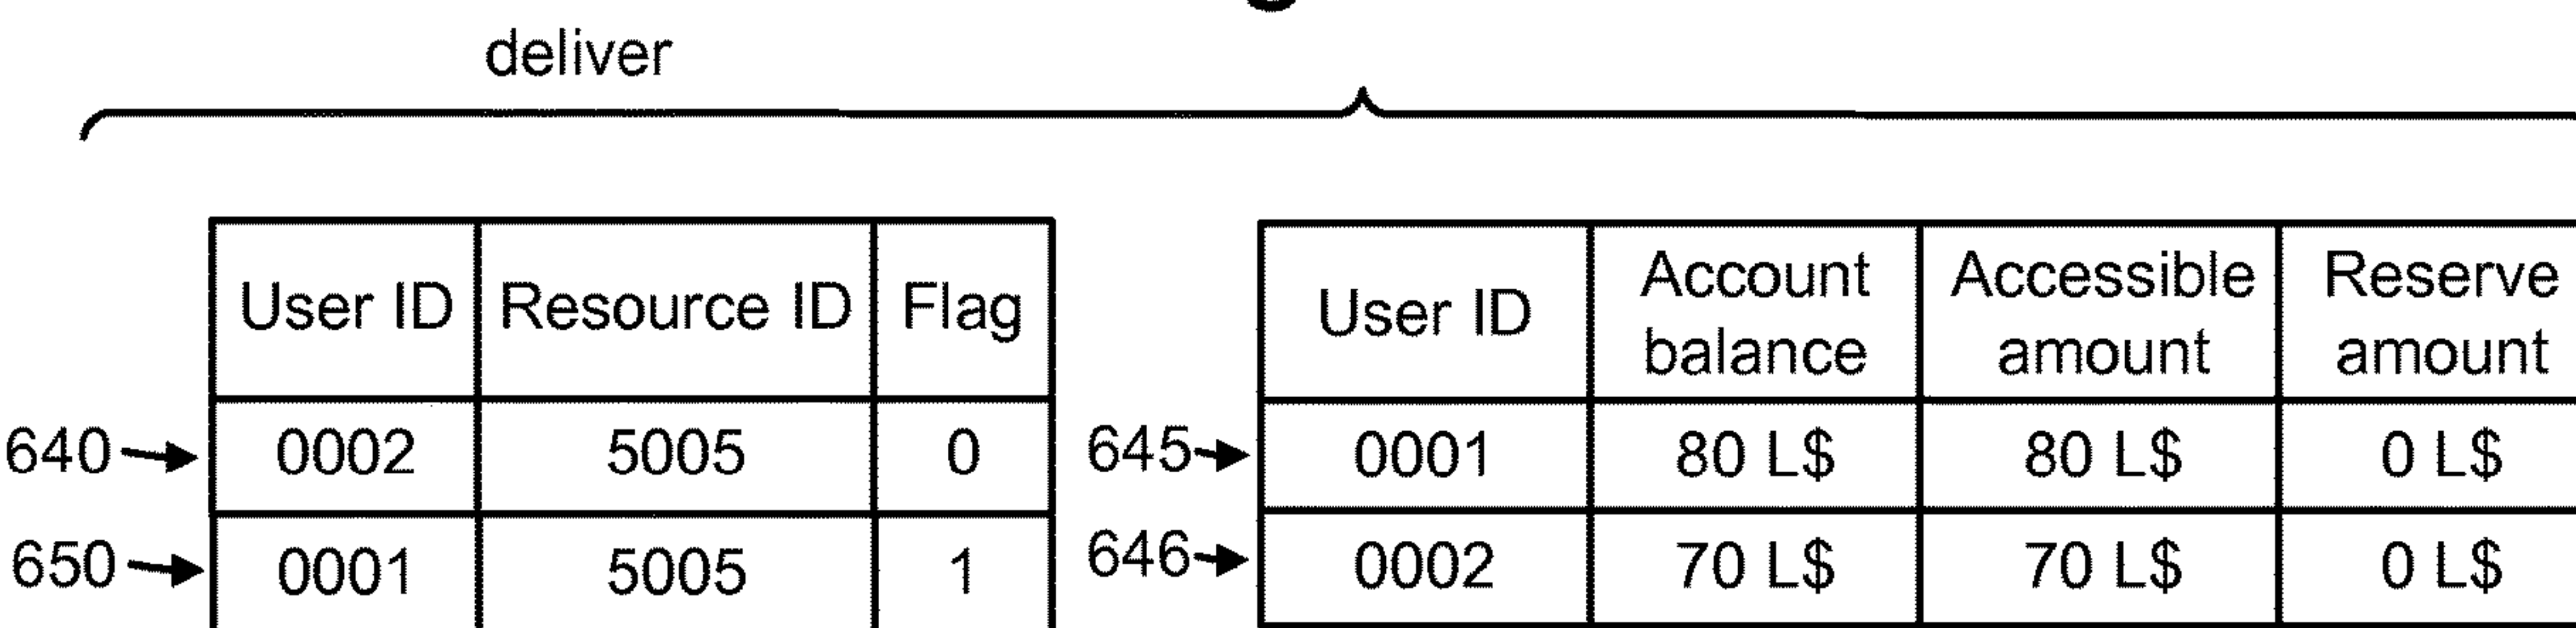 deliver
User ID Resource ID Flag
640 0002 5005 0
650 0001 5005 1
User ID Account balance Accessible amount Reserve amount
645 0001 80 L$ 80 L$ 0 L$
646 0002 70 L$ 70 L$ 0 L$